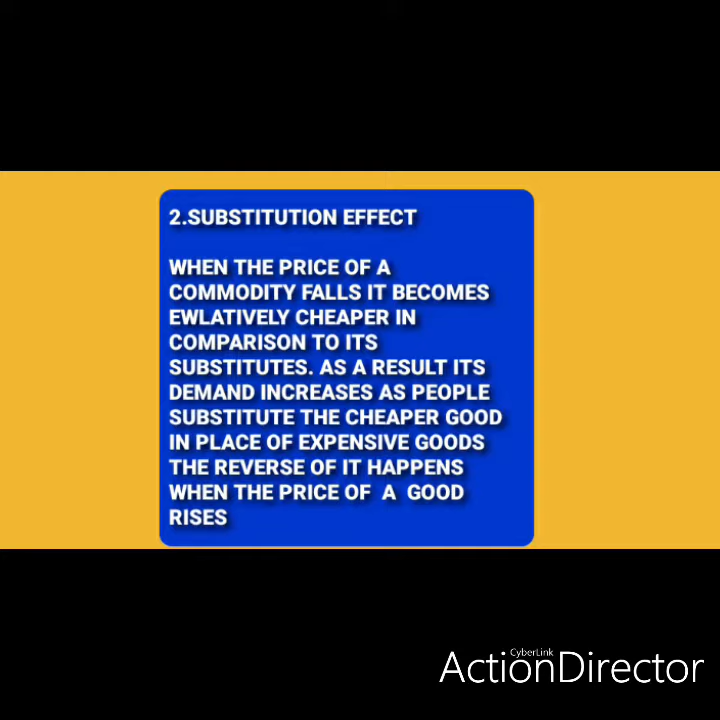 2.SUBSTITUTION EFFECT
WHEN THE PRICE OF A
COMMODITY FALLS IT BECOMES
EWLATIVELY CHEAPER IN
COMPARISON TO ITS
SUBSTITUTES. AS A RESULT ITS
DEMAND INCREASES AS PEOPLE
SUBSTITUTE THE CHEAPER GOOD
IN PLACE OF EXPENSIVE GOODS
THE REVERSE OF IT HAPPENS
WHEN THE PRICE OF A GOOD
RISES
CyberLink
ActionDirector